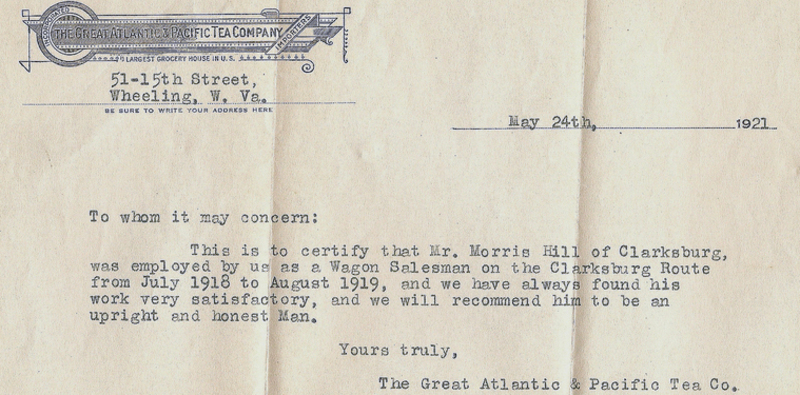 INCORPORATED
THE GREAT ATLANTIC & PACIFIC TEA COMPANY
IMPORTERS
LARGEST GROCERY HOUSE IN U.S.
51-15th Street,
Wheeling, W. Va.
BE SURE TO WRITE YOUR ADDRESS HERE
May 24th, 1921
To whom it may concern:
This is to certify that Mr. Morris Hill of Clarksburg,
was employed by us as a Wagon Salesman on the Clarksburg Route
from July 1918 to August 1919, and we have always found his
work very satisfactory, and we will recommend him to be an
upright and honest Man.
Yours truly,
The Great Atlantic & Pacific Tea Co.